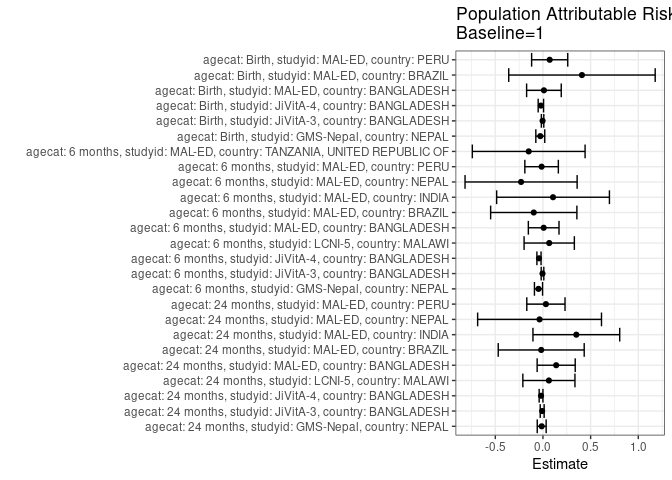 Population Attributable Risk
Baseline=1
agecat: Birth, studyid: MAL-ED, country: PERU
agecat: Birth, studyid: MAL-ED, country: BRAZIL
agecat: Birth, studyid: MAL-ED, country: BANGLADESH
agecat: Birth, studyid: JiVitA-4, country: BANGLADESH
agecat: Birth, studyid: JiVitA-3, country: BANGLADESH
agecat: Birth, studyid: GMS-Nepal, country: NEPAL
agecat: 6 months, studyid: MAL-ED, country: TANZANIA, UNITED REPUBLIC OF
agecat: 6 months, studyid: MAL-ED, country: PERU
agecat: 6 months, studyid: MAL-ED, country: NEPAL
agecat: 6 months, studyid: MAL-ED, country: INDIA
agecat: 6 months, studyid: MAL-ED, country: BRAZIL
agecat: 6 months, studyid: MAL-ED, country: BANGLADESH
agecat: 6 months, studyid: LCNI-5, country: MALAWI
agecat: 6 months, studyid: JiVitA-4, country: BANGLADESH
agecat: 6 months, studyid: JiVitA-3, country: BANGLADESH
agecat: 6 months, studyid: GMS-Nepal, country: NEPAL
agecat: 24 months, studyid: MAL-ED, country: PERU
agecat: 24 months, studyid: MAL-ED, country: NEPAL
agecat: 24 months, studyid: MAL-ED, country: INDIA
agecat: 24 months, studyid: MAL-ED, country: BRAZIL
agecat: 24 months, studyid: MAL-ED, country: BANGLADESH
agecat: 24 months, studyid: LCNI-5, country: MALAWI
agecat: 24 months, studyid: JiVitA-4, country: BANGLADESH
agecat: 24 months, studyid: JiVitA-3, country: BANGLADESH
agecat: 24 months, studyid: GMS-Nepal, country: NEPAL
-0.5 0.0 0.5 1.0
Estimate